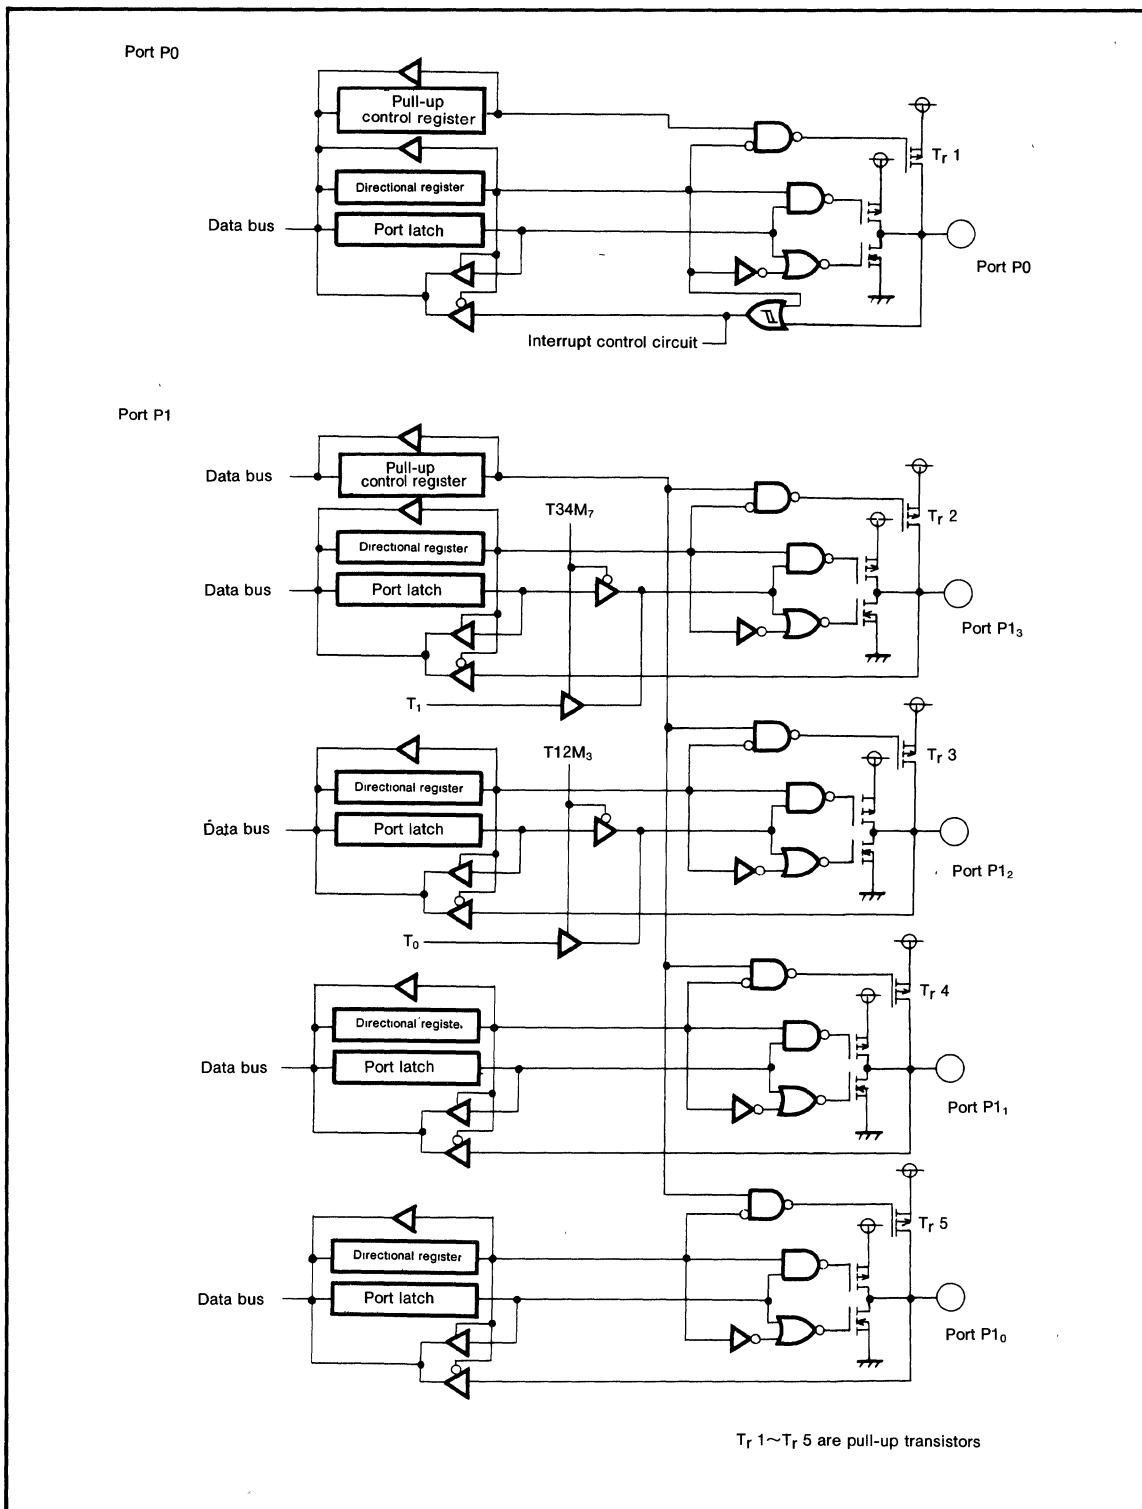 Port P0
Pull-up
control register
Tr 1
Directional register
Data bus
Port latch
Port P0
Interrupt control circuit
Port P1
Data bus
Pull-up
control register
T34M7
Tr 2
Directional register
Data bus
Port latch
Port P13
T1
T12M3
Tr 3
Directional register
Data bus
Port latch
Port P12
T0
Tr 4
Directional registe.
Data bus
Port latch
Port P11
Tr 5
Directional register
Data bus
Port latch
Port P10
Tr 1~Tr 5 are pull-up transistors